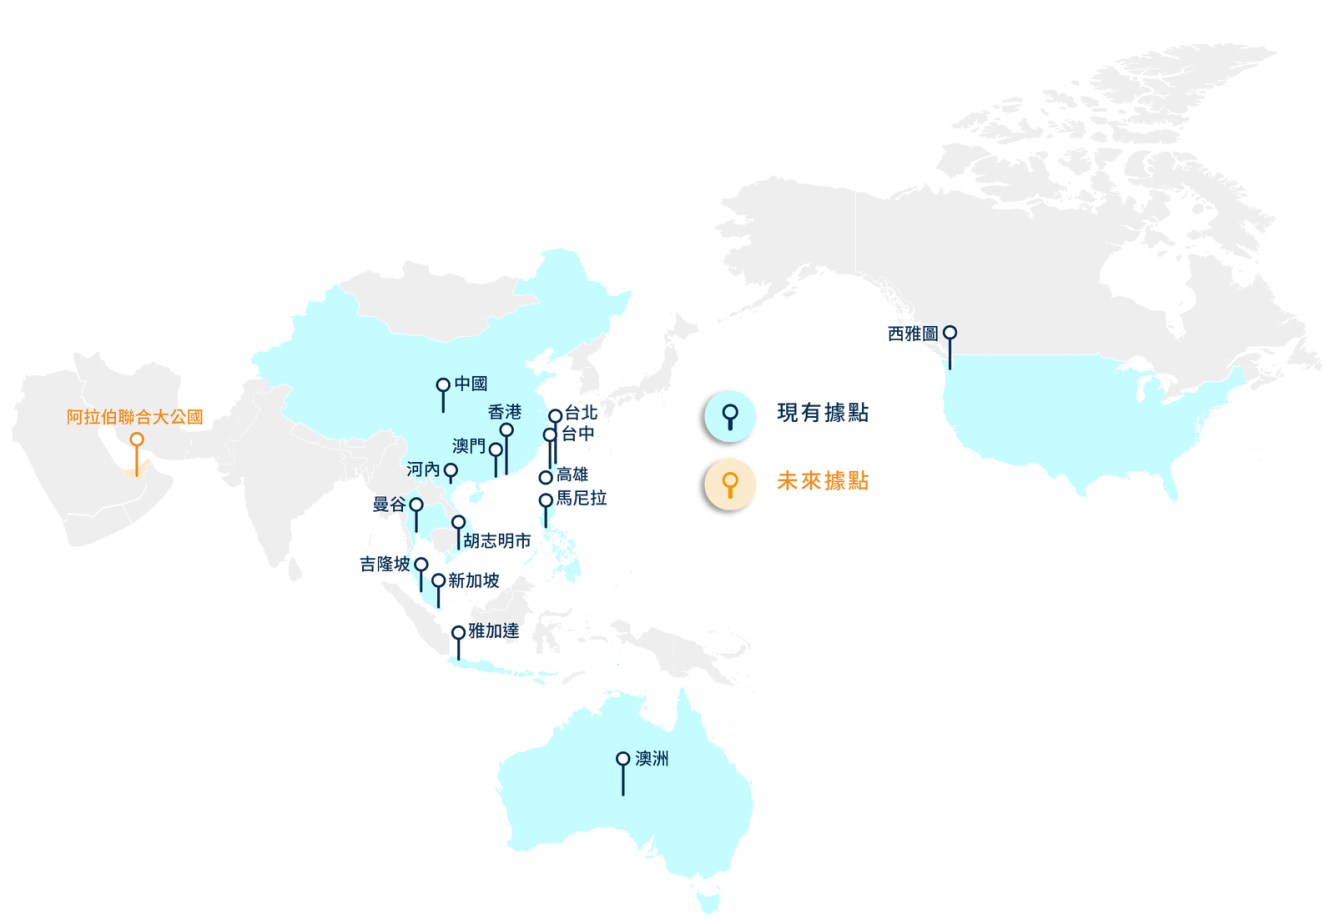 西雅圖
中國
現有據點
香港
台北
阿拉伯聯合大公國
台中
澳門
河內
高雄
未來據點
馬尼拉
曼谷
胡志明市
吉隆坡
新加坡
雅加達
澳洲